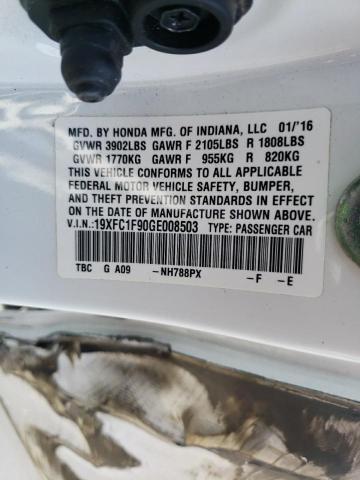 MFD. BY HONDA MFG. OF INDIANA, LLC 01/'16
GVWR 3902LBS GAWR F 2105LBS R 1808LBS
GVWR 1770KG GAWR F 955KG R 820KG
THIS VEHICLE CONFORMS TO ALL APPLICABLE
FEDERAL MOTOR VEHICLE SAFETY, BUMPER,
AND THEFT PREVENTION STANDARDS IN EFFECT
ON THE DATE OF MANUFACTURE SHOWN ABOVE.
V.I.N.:19XFC1F90GE008503 TYPE: PASSENGER CAR
TBC G A09 -NH788PX -F -E